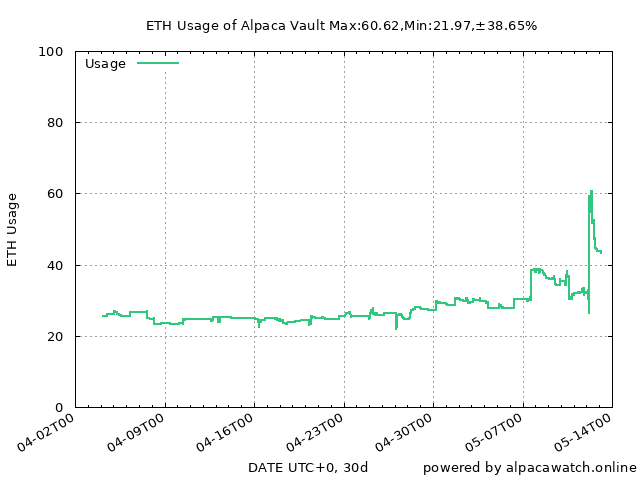 ETH Usage of Alpaca Vault Max:60.62,Min:21.97,±38.65%
Usage
100
80
60
40
20
0
ETH Usage
04-02T00
04-09T00
04-16T00
04-23T00
04-30T00
05-07T00
05-14T00
DATE UTC+0, 30d
powered by alpacawatch.online